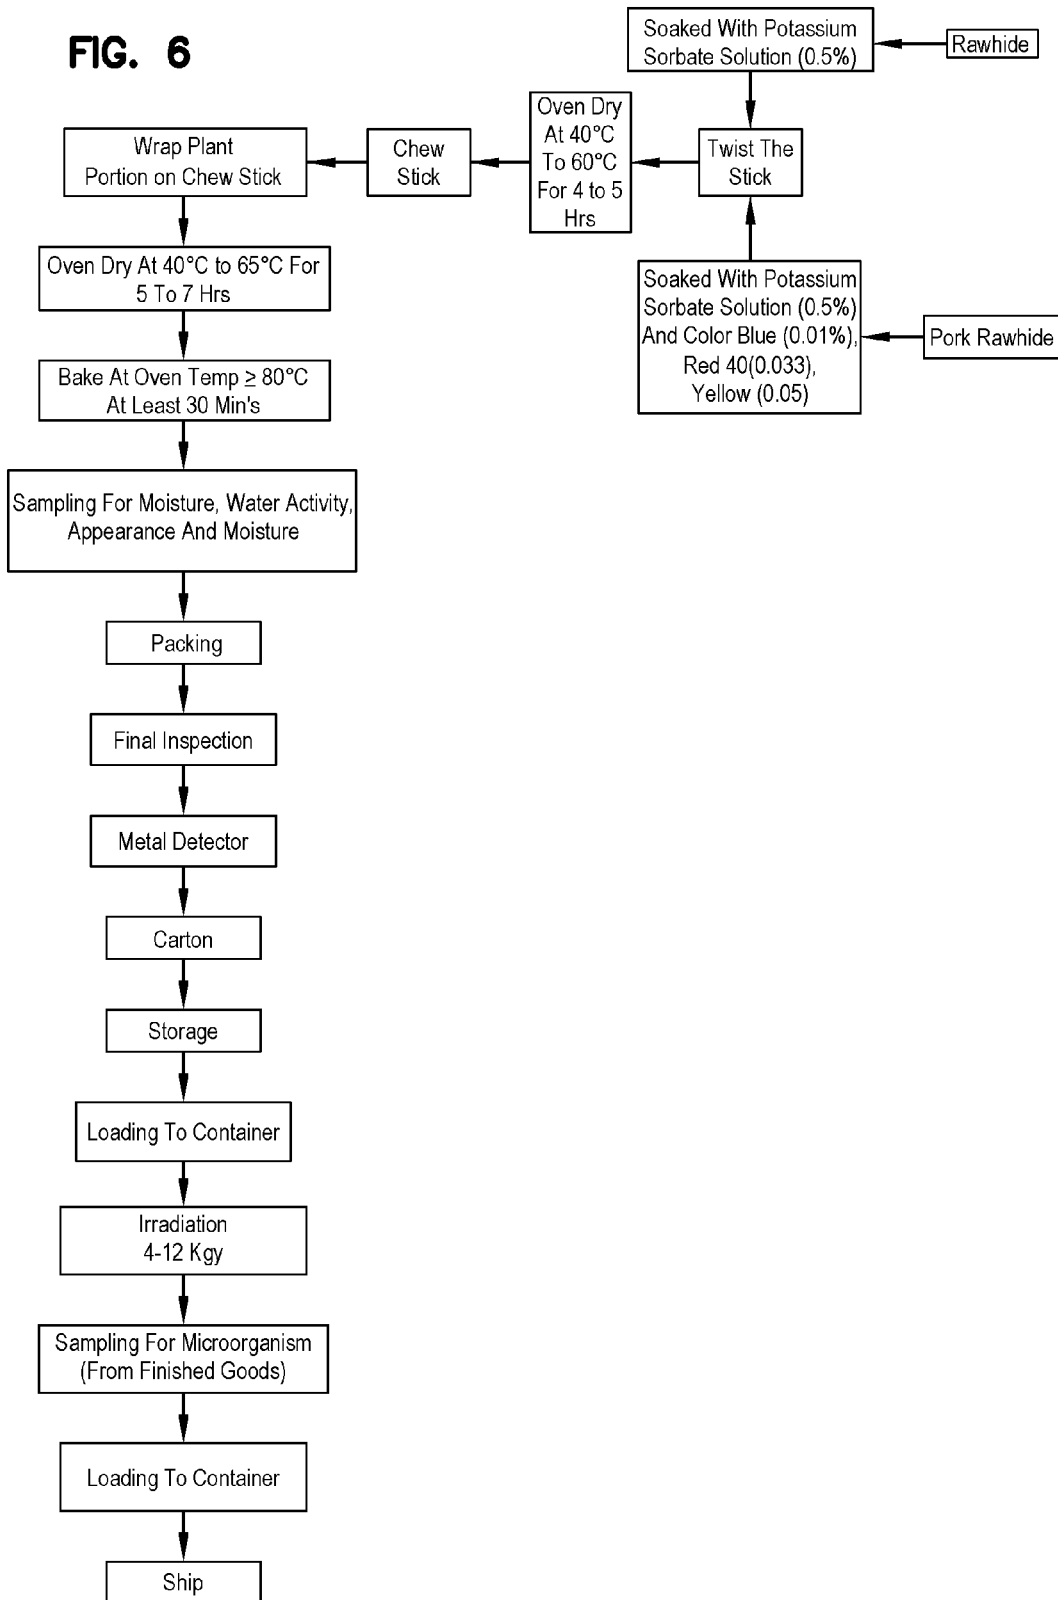 FIG. 6
Soaked With Potassium
Sorbate Solution (0.5%)
Rawhide
Oven Dry
At 40°C
To 60°C
For 4 to 5
Hrs
Wrap Plant
Portion on Chew Stick
Chew
Stick
Twist The
Stick
Oven Dry At 40°C to 65°C For
5 To 7 Hrs
Soaked With Potassium
Sorbate Solution (0.5%)
And Color Blue (0.01%),
Red 40(0.033),
Yellow (0.05)
Pork Rawhide
Bake At Oven Temp ≥ 80°C
At Least 30 Min's
Sampling For Moisture, Water Activity,
Appearance And Moisture
Packing
Final Inspection
Metal Detector
Carton
Storage
Loading To Container
Irradiation
4-12 Kgy
Sampling For Microorganism
(From Finished Goods)
Loading To Container
Ship